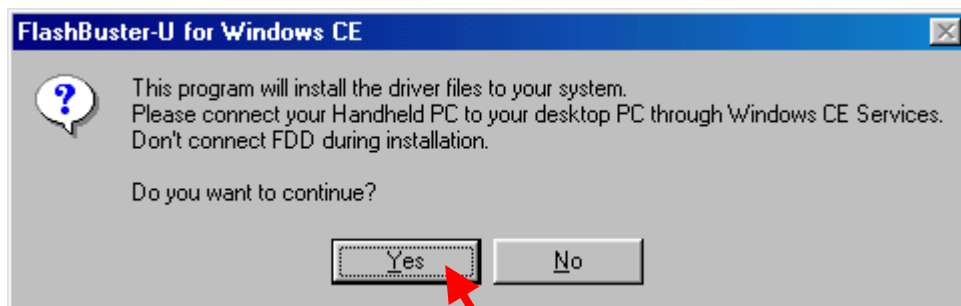 FlashBuster-U for Windows CE
This program will install the driver files to your system.
Please connect your Handheld PC to your desktop PC through Windows CE Services.
Don't connect FDD during installation.
Do you want to continue?
Yes No